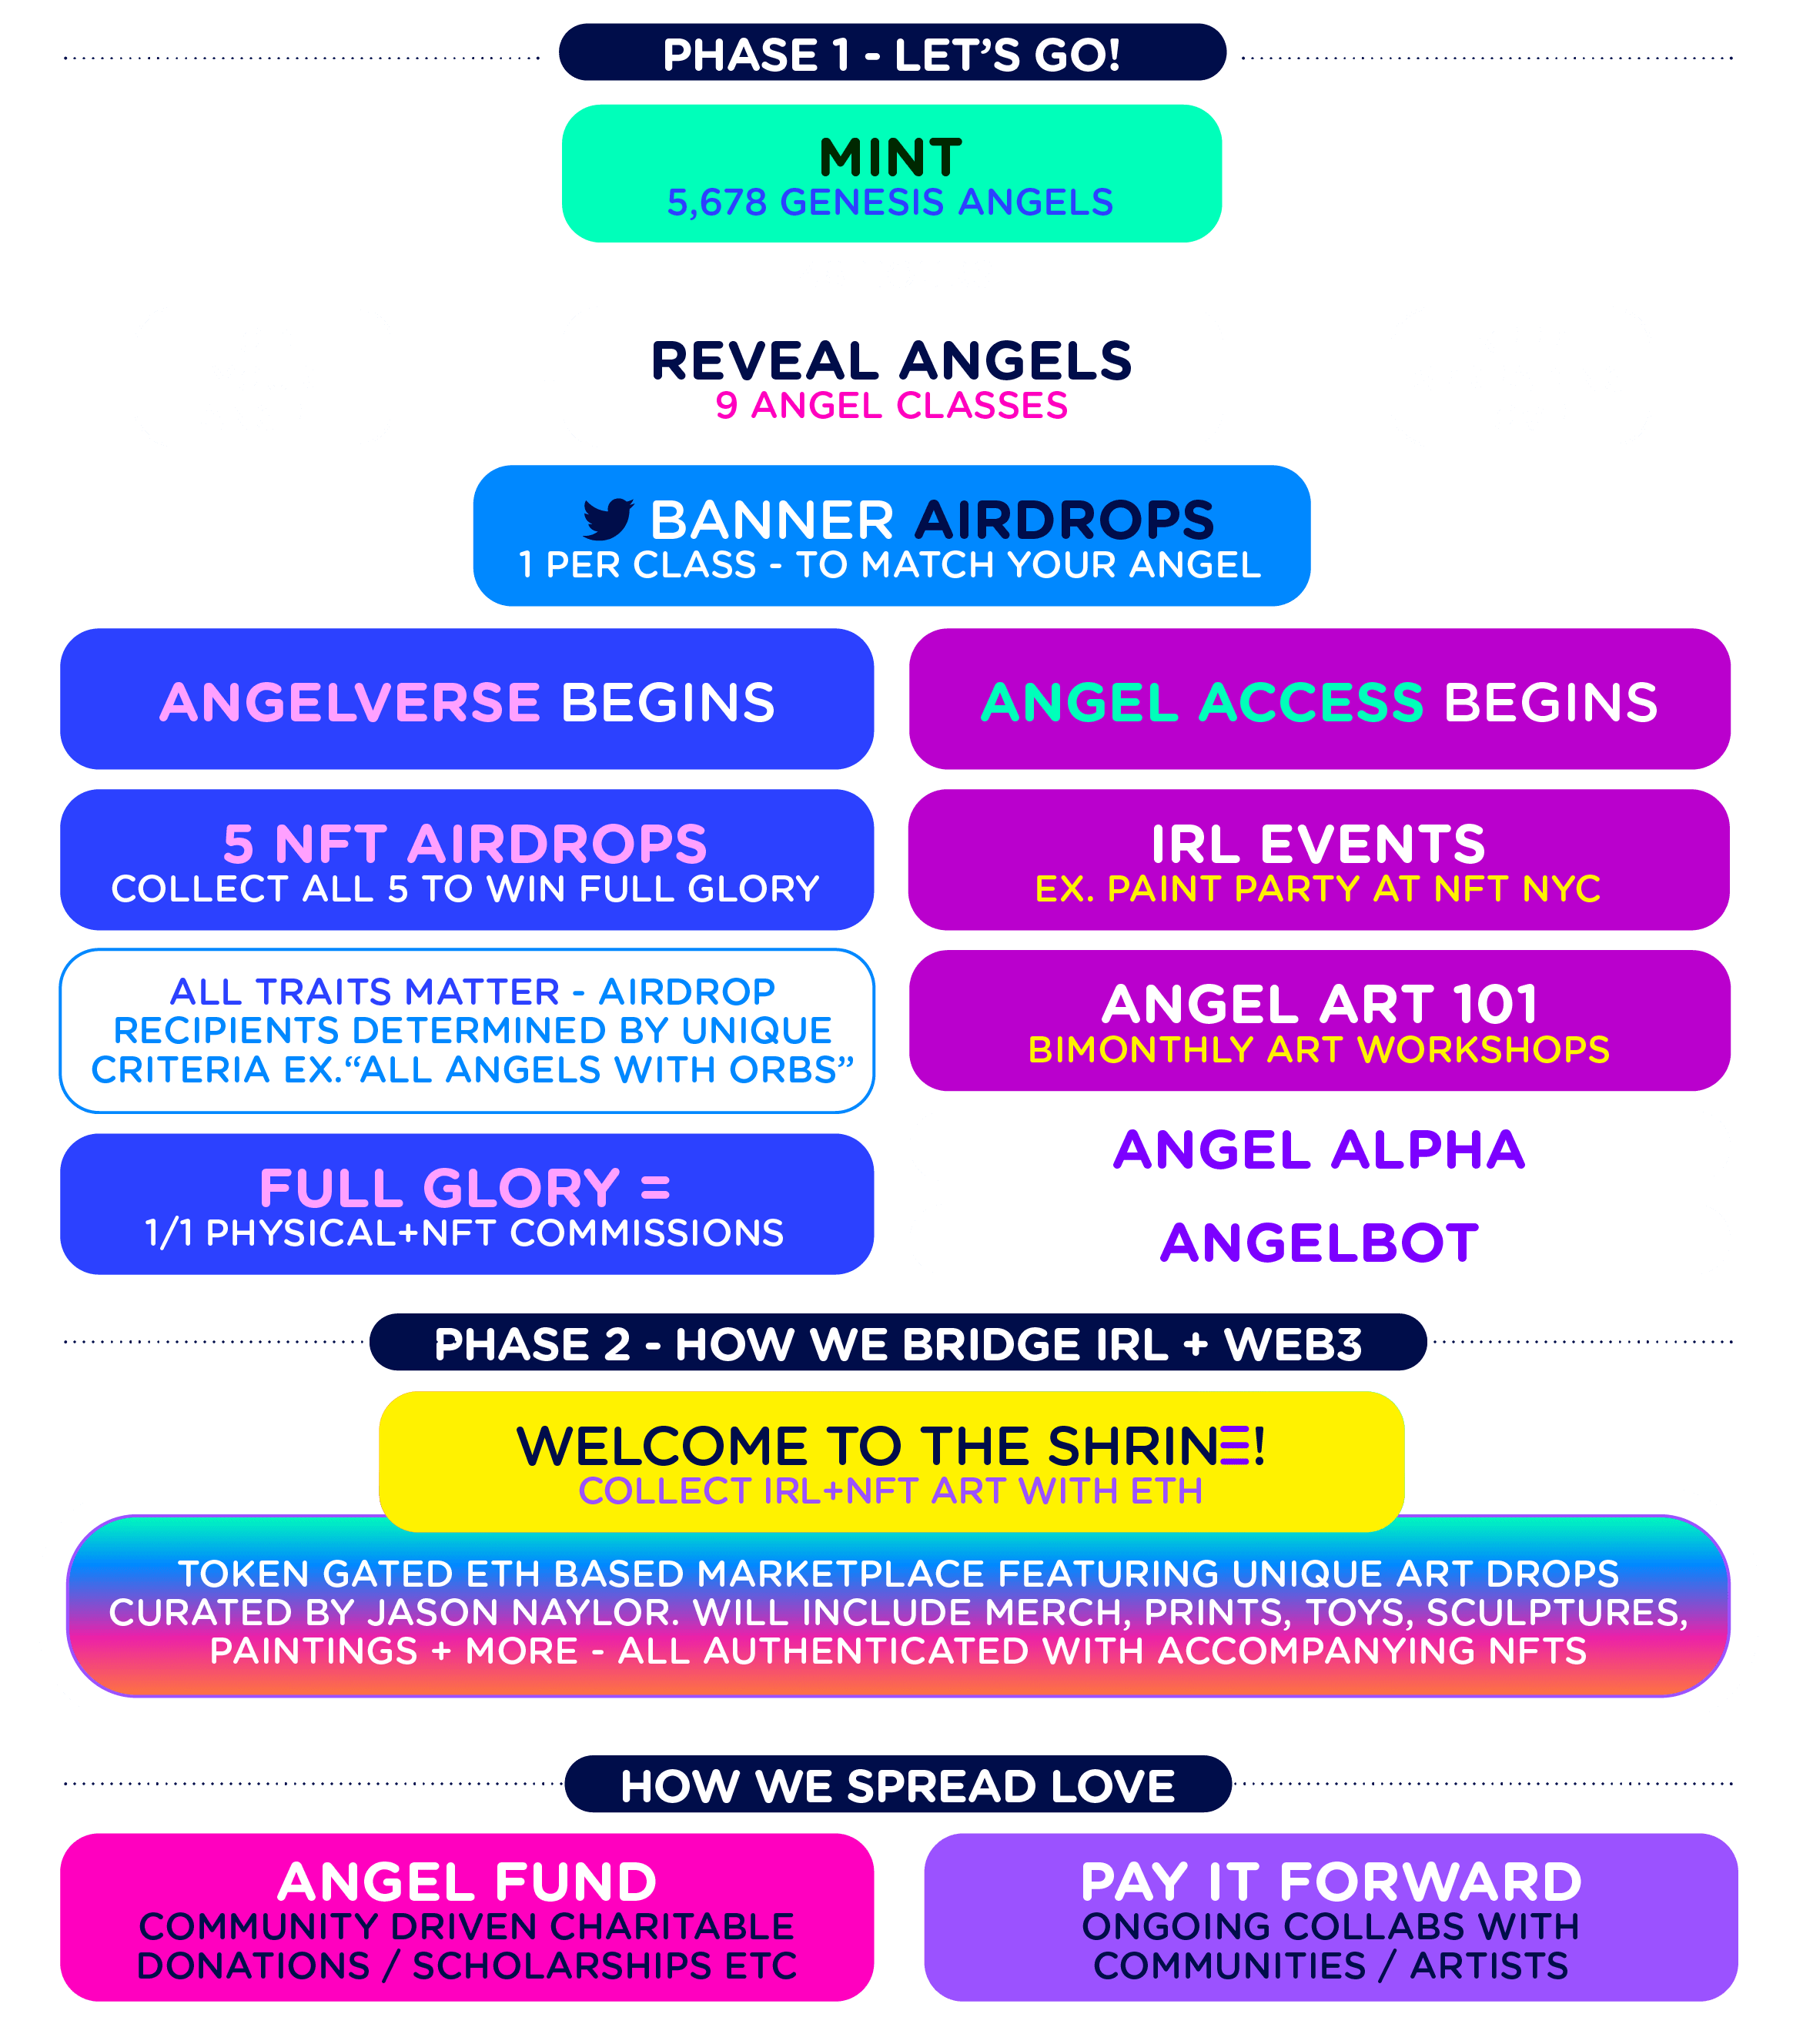 PHASE 1 - LET’S GO!
MINT
5,678 GENESIS ANGELS
REVEAL ANGELS
9 ANGEL CLASSES
BANNER AIRDROPS
1 PER CLASS - TO MATCH YOUR ANGEL
ANGELVERSE BEGINS
5 NFT AIRDROPS
COLLECT ALL 5 TO WIN FULL GLORY
ALL TRAITS MATTER - AIRDROP
RECIPIENTS DETERMINED BY UNIQUE
CRITERIA EX.“ALL ANGELS WITH ORBS”
FULL GLORY =
1/1 PHYSICAL+NFT COMMISSIONS
ANGEL ACCESS BEGINS
IRL EVENTS
EX. PAINT PARTY AT NFT NYC
ANGEL ART 101
BIMONTHLY ART WORKSHOPS
ANGEL ALPHA
ANGELBOT
PHASE 2 - HOW WE BRIDGE IRL + WEB3
WELCOME TO THE SHRINΞ!
COLLECT IRL+NFT ART WITH ETH
TOKEN GATED ETH BASED MARKETPLACE FEATURING UNIQUE ART DROPS
CURATED BY JASON NAYLOR. WILL INCLUDE MERCH, PRINTS, TOYS, SCULPTURES,
PAINTINGS + MORE - ALL AUTHENTICATED WITH ACCOMPANYING NFTS
HOW WE SPREAD LOVE
ANGEL FUND
COMMUNITY DRIVEN CHARITABLE
DONATIONS / SCHOLARSHIPS ETC
PAY IT FORWARD
ONGOING COLLABS WITH
COMMUNITIES / ARTISTS